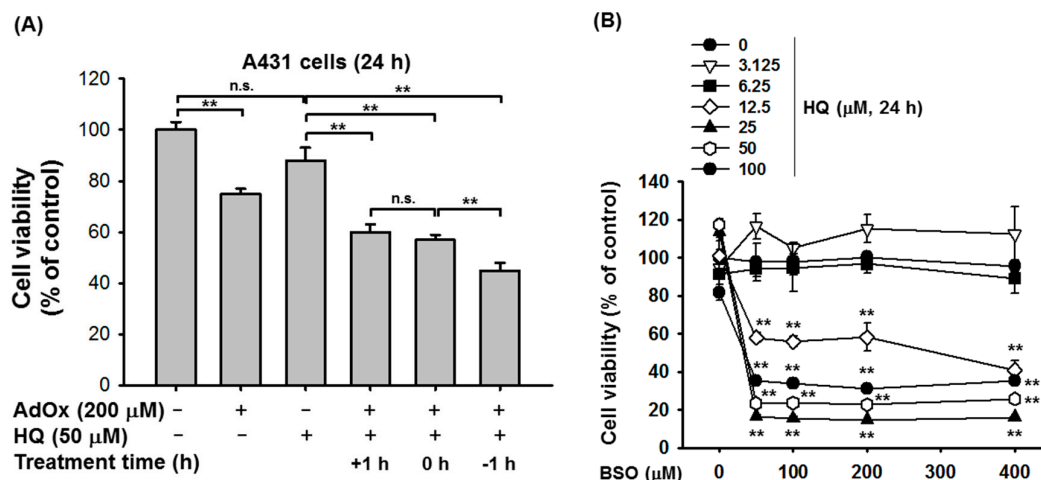 (A)
A431 cells (24 h)
120
100
80
60
40
20
0
Cell viability
(% of control)
n.s.
**
**
**
**
n.s.
**
AdOx (200 μM) – + – + + +
HQ (50 μM) – – + + + +
Treatment time (h) +1 h 0 h -1 h
(B)
0
3.125
6.25
12.5
25
50
100
HQ (μM, 24 h)
140
120
100
80
60
40
20
0
Cell viability (% of control)
** ** ** **
** ** ** **
** ** ** **
** ** ** **
BSO (μM) 0 100 200 300 400